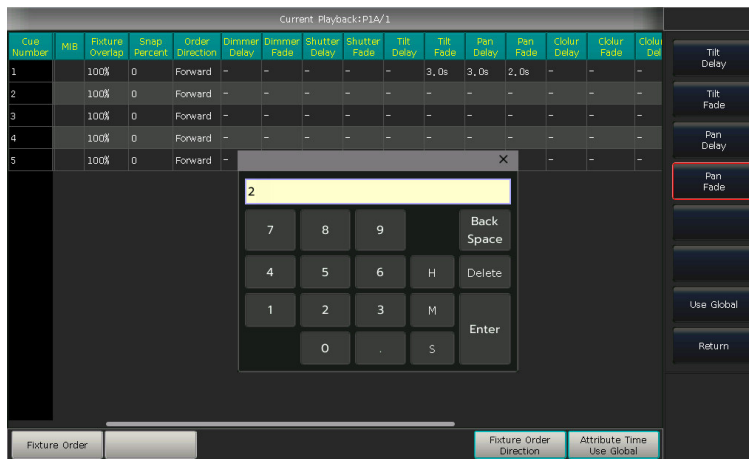 Current Playback:P1A/1
Cue Number MIB Fixture Overlap Snap Percent Order Direction Dimmer Delay Dimmer Fade Shutter Delay Shutter Fade Tilt Delay Tilt Fade Pan Delay Pan Fade Clolur Delay Clolur Fade Clolu Del
1 100% 0 Forward - - - - - 3.0s 3.0s 2.0s - - -
2 100% 0 Forward - - - - - - - - - - -
3 100% 0 Forward - - - - - - - - - - -
4 100% 0 Forward - - - - - - - - - - -
5 100% 0 Forward - - - -
×
2
7 8 9 Back Space
4 5 6 H Delete
1 2 3 M Enter
0 . S
Tilt Delay
Tilt Fade
Pan Delay
Pan Fade
Use Global
Return
Fixture Order
Fixture Order Direction
Attribute Time Use Global